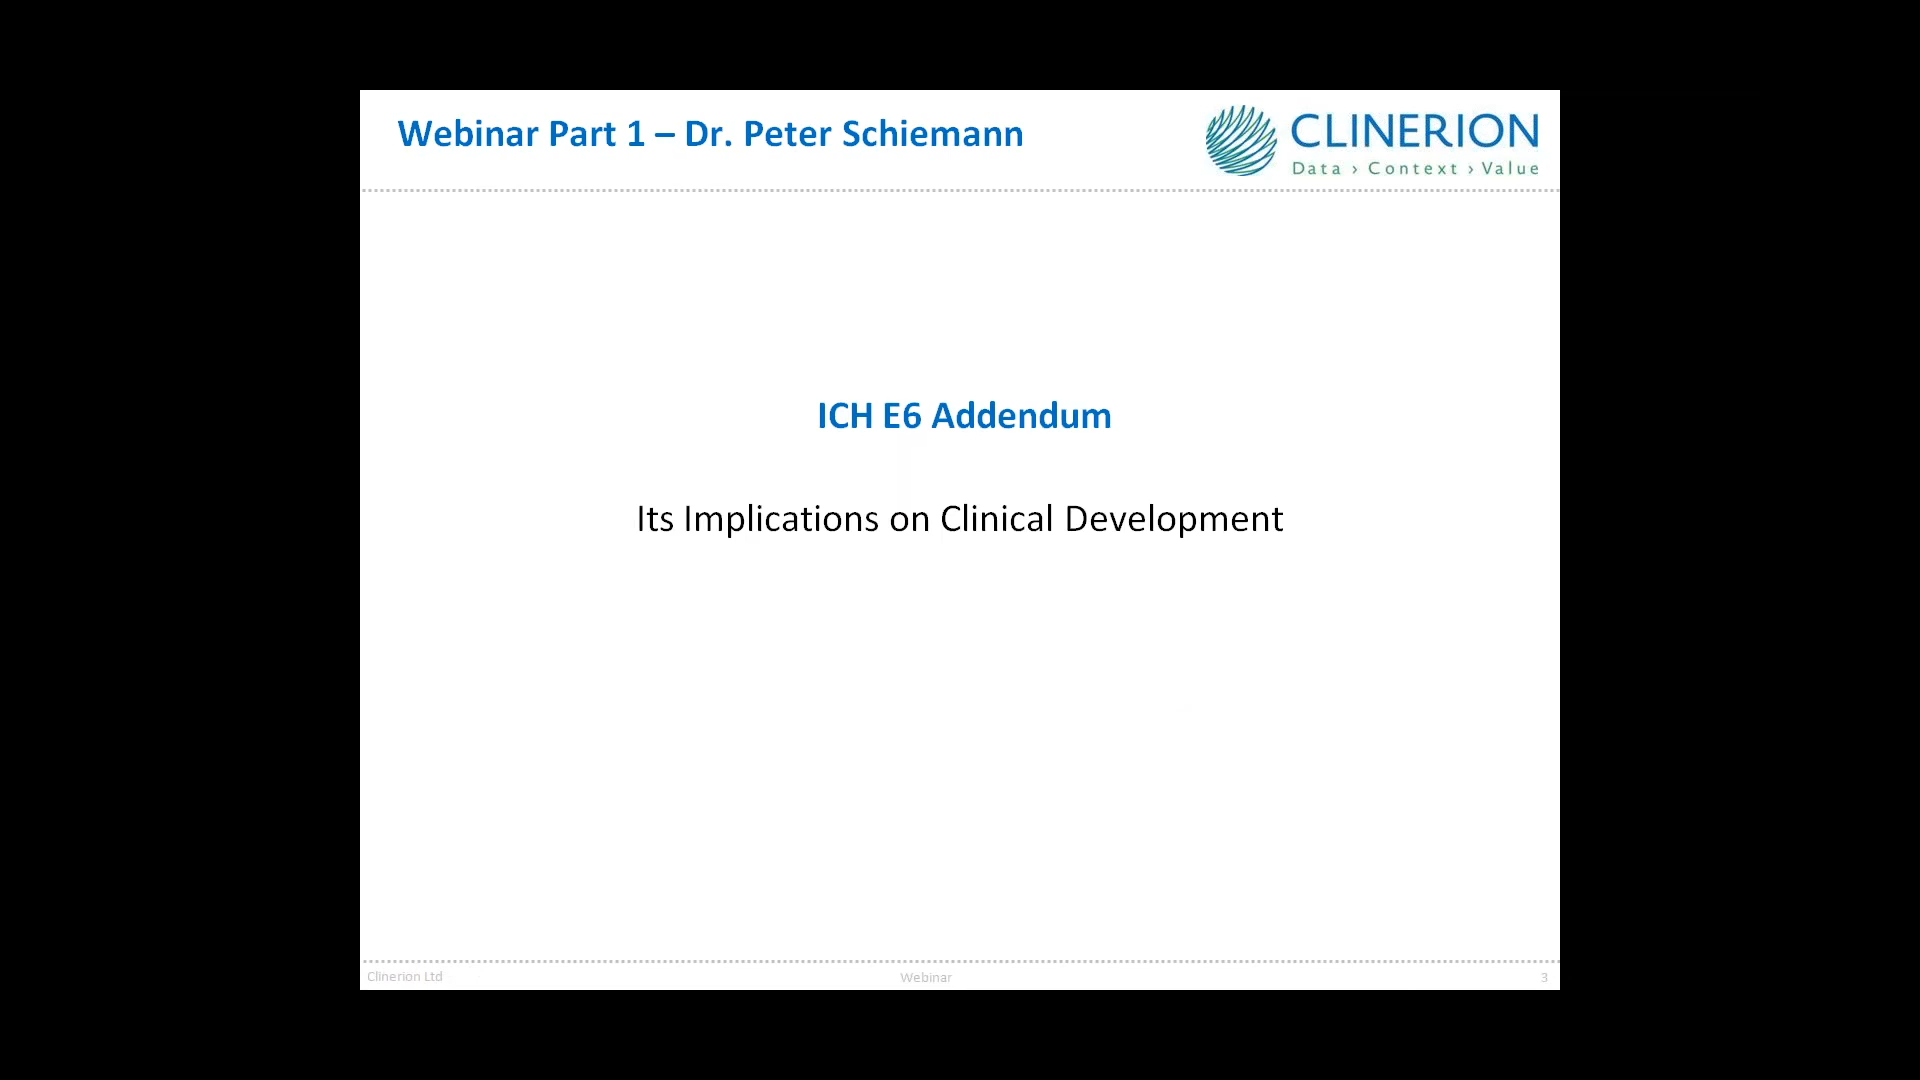 Webinar Part 1 – Dr. Peter Schiemann
CLINERION
Data › Context › Value
ICH E6 Addendum
Its Implications on Clinical Development
Clinerion Ltd
Webinar
3